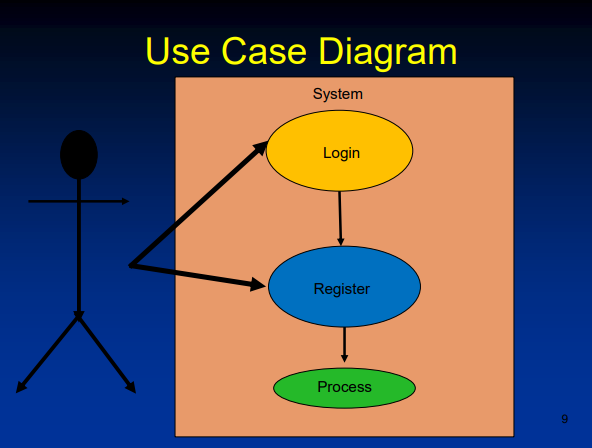 Use Case Diagram
System
Login
Register
Process
9